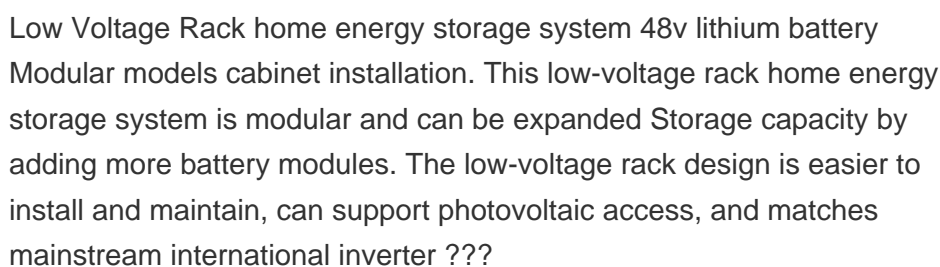 Low Voltage Rack home energy storage system 48v lithium battery
Modular models cabinet installation. This low-voltage rack home energy
storage system is modular and can be expanded Storage capacity by
adding more battery modules. The low-voltage rack design is easier to
install and maintain, can support photovoltaic access, and matches
mainstream international inverter ???